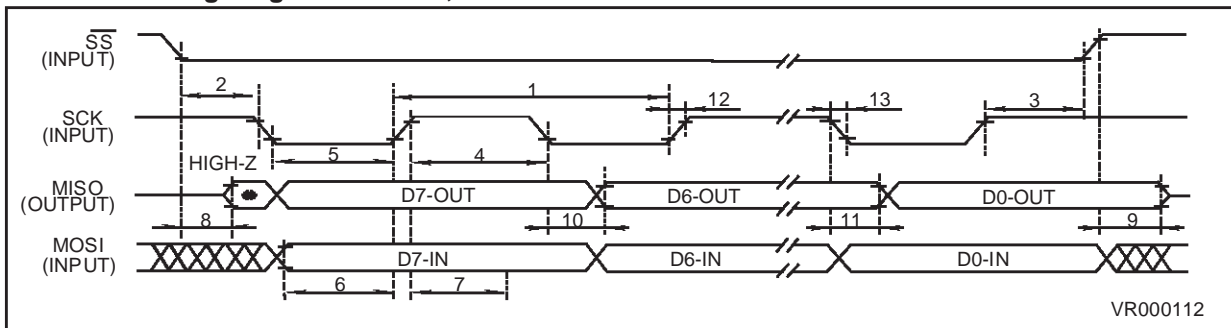 SS
(INPUT)
2
1
12
13
3
SCK
(INPUT)
5
4
HIGH-Z
MISO
(OUTPUT)
D7-OUT
D6-OUT
D0-OUT
8
10
11
9
MOSI
(INPUT)
D7-IN
D6-IN
D0-IN
6
7
VR000112